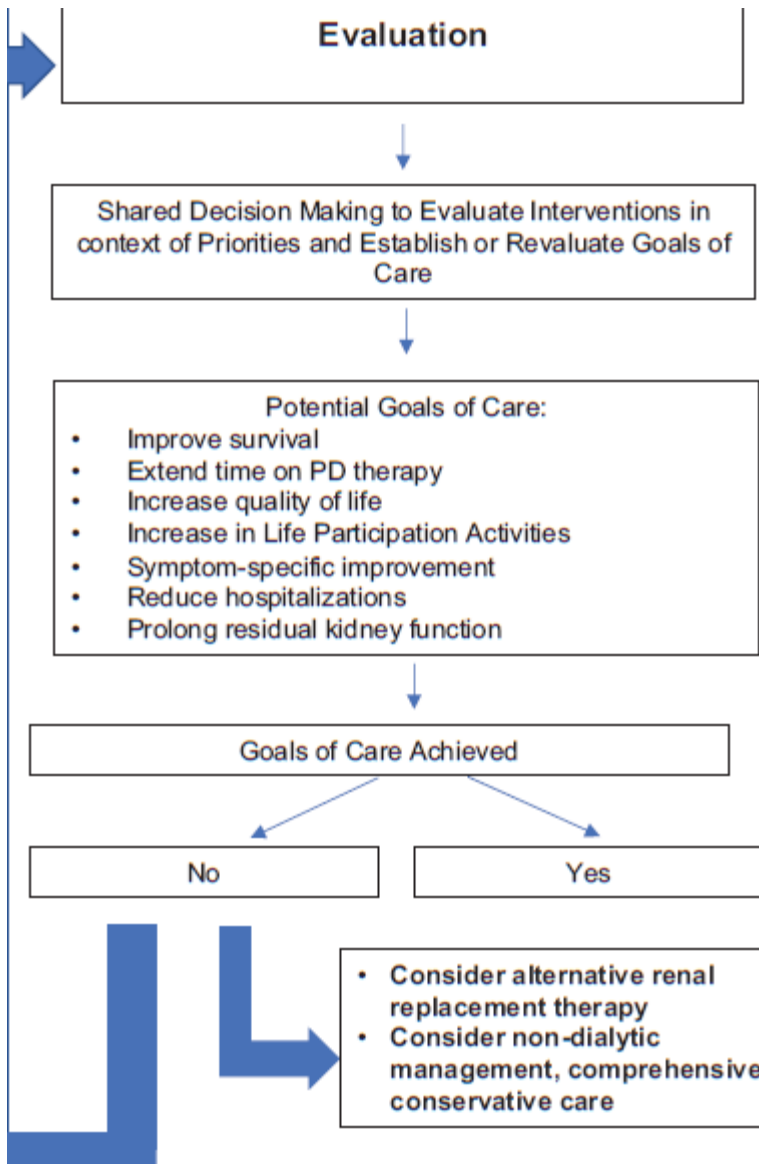 Evaluation
Shared Decision Making to Evaluate Interventions in
context of Priorities and Establish or Revaluate Goals of
Care
Potential Goals of Care:
• Improve survival
• Extend time on PD therapy
• Increase quality of life
• Increase in Life Participation Activities
• Symptom-specific improvement
• Reduce hospitalizations
• Prolong residual kidney function
Goals of Care Achieved
No
Yes
• Consider alternative renal
replacement therapy
• Consider non-dialytic
management, comprehensive
conservative care